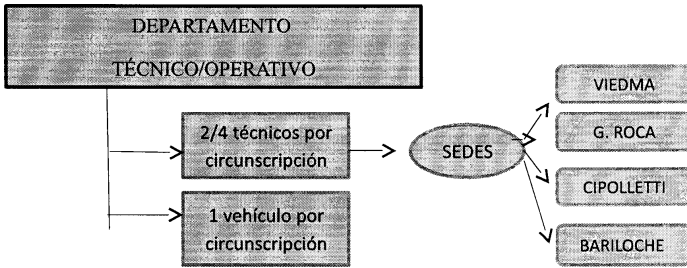 DEPARTAMENTO
TÉCNICO/OPERATIVO
2/4 técnicos por
circunscripción
1 vehículo por
circunscripción
SEDES
VIEDMA
G. ROCA
CIPOLLETTI
BARILOCHE